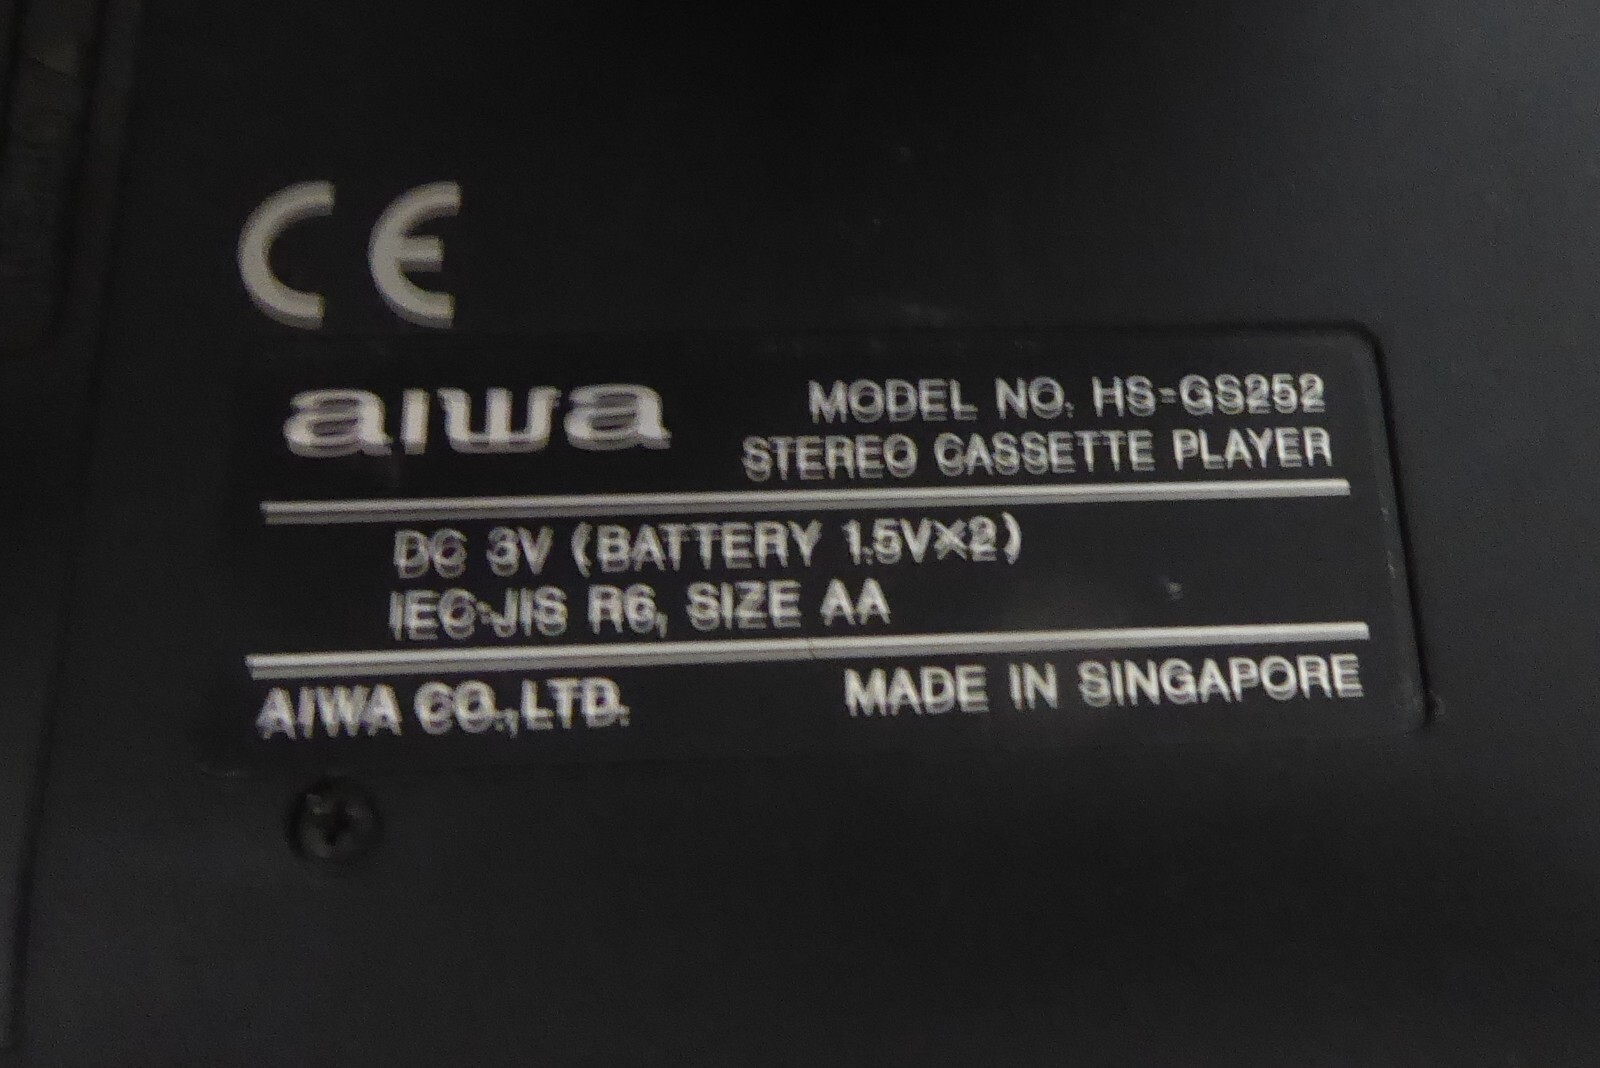 CE
aiwa
MODEL NO. HS-GS252
STEREO CASSETTE PLAYER
DC 3V (BATTERY 1.5V×2)
IEC·JIS R6, SIZE AA
AIWA CO.,LTD.
MADE IN SINGAPORE